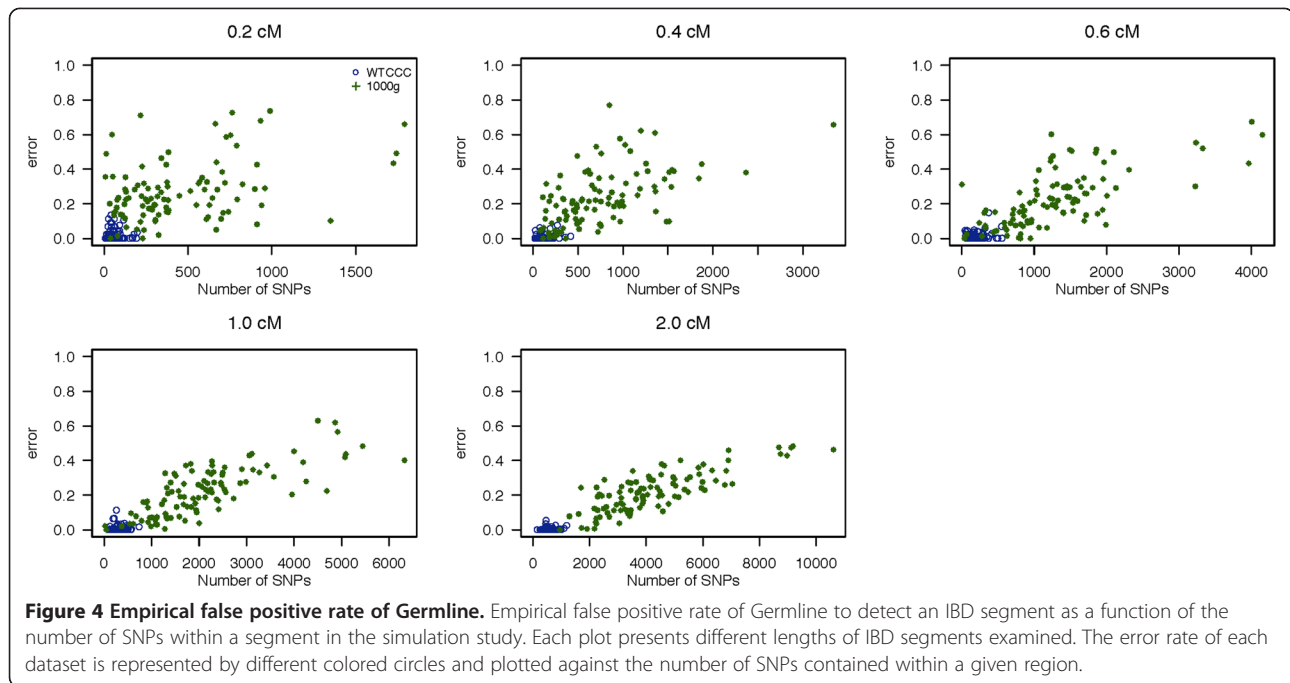 0.2 cM
0.4 cM
0.6 cM
1.0
0.8
0.6
0.4
0.2
0.0
error
WTCCC
1000g
0 500 1000 1500
Number of SNPs
1.0
0.8
0.6
0.4
0.2
0.0
error
0 500 1000 2000 3000
Number of SNPs
1.0
0.8
0.6
0.4
0.2
0.0
error
0 1000 2000 3000 4000
Number of SNPs
1.0 cM
2.0 cM
1.0
0.8
0.6
0.4
0.2
0.0
error
0 1000 2000 3000 4000 5000 6000
Number of SNPs
1.0
0.8
0.6
0.4
0.2
0.0
error
0 2000 4000 6000 8000 10000
Number of SNPs
Figure 4 Empirical false positive rate of Germline. Empirical false positive rate of Germline to detect an IBD segment as a function of the
number of SNPs within a segment in the simulation study. Each plot presents different lengths of IBD segments examined. The error rate of each
dataset is represented by different colored circles and plotted against the number of SNPs contained within a given region.